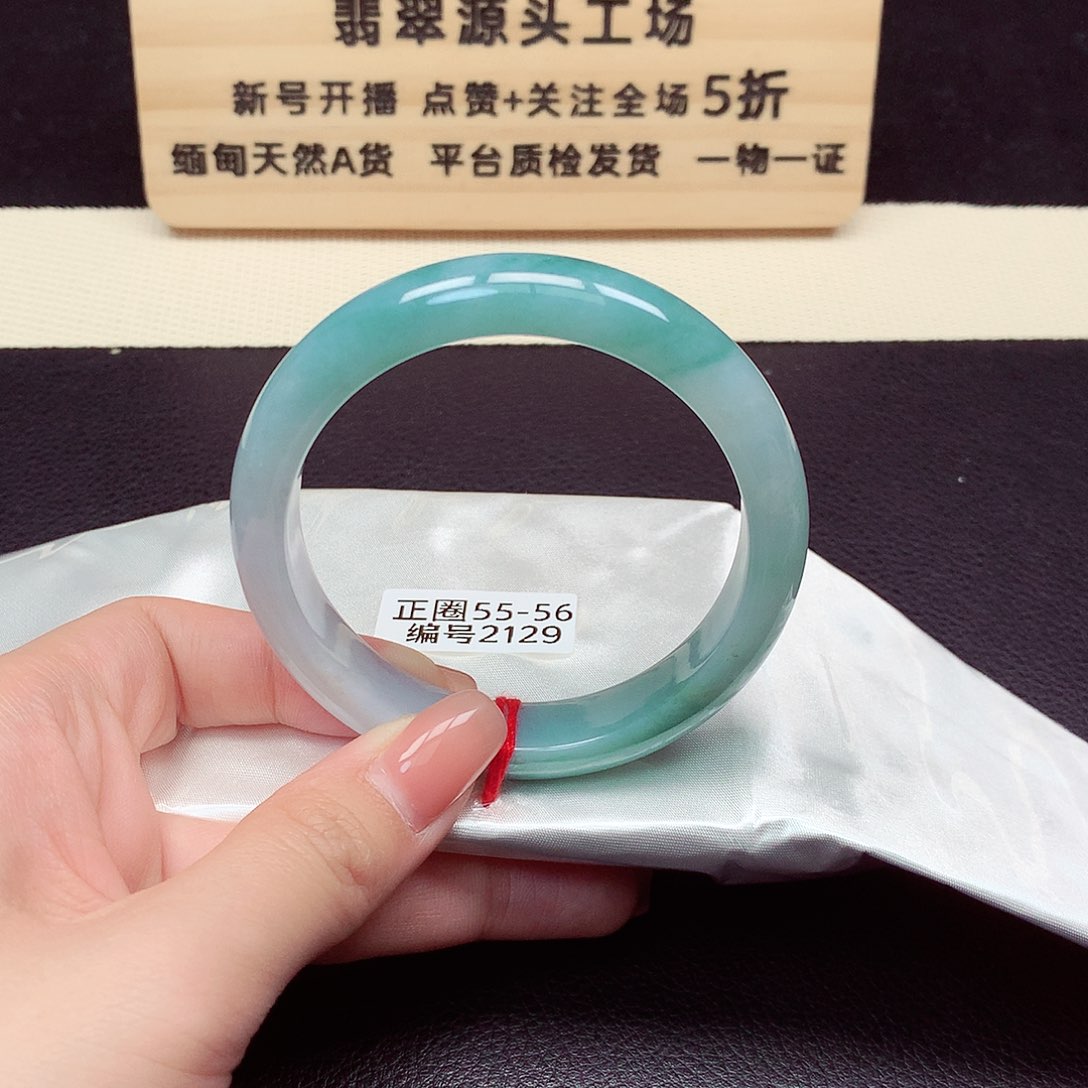 翡翠源头工场
新号开播 点赞+关注全场5折
缅甸天然A货 平台质检发货 一物一证
正圈55-56
编号2129